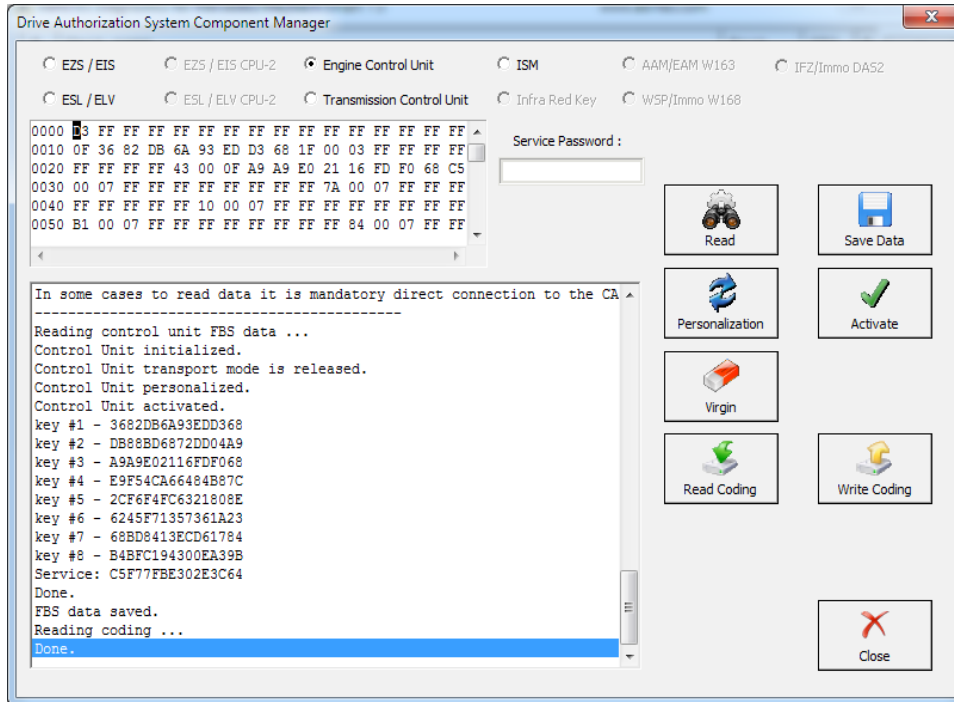 Drive Authorization System Component Manager
EZS / EIS EZS / EIS CPU-2 Engine Control Unit ISM AAM/EAM W163 IFZ/Immo DAS2
ESL / ELV ESL / ELV CPU-2 Transmission Control Unit Infra Red Key WSP/Immo W168
0000 D3 FF FF FF FF FF FF FF FF FF FF FF FF FF FF FF
0010 0F 36 82 DB 6A 93 ED D3 68 1F 00 03 FF FF FF FF
0020 FF FF FF FF 43 00 0F A9 A9 E0 21 16 FD F0 68 C5
0030 00 07 FF FF FF FF FF FF FF FF 7A 00 07 FF FF FF
0040 FF FF FF FF FF 10 00 07 FF FF FF FF FF FF FF FF
0050 B1 00 07 FF FF FF FF FF FF FF FF 84 00 07 FF FF
Service Password :
Read
Save Data
In some cases to read data it is mandatory direct connection to the CA
--------------------------------------------
Reading control unit FBS data ...
Control Unit initialized.
Control Unit transport mode is released.
Control Unit personalized.
Control Unit activated.
key #1 - 3682DB6A93EDD368
key #2 - DB88BD6872DD04A9
key #3 - A9A9E02116FDF068
key #4 - E9F54CA66484B87C
key #5 - 2CF6F4FC6321808E
key #6 - 6245F71357361A23
key #7 - 68BD8413ECD61784
key #8 - B4BFC194300EA39B
Service: C5F77FBE302E3C64
Done.
FBS data saved.
Reading coding ...
Done.
Personalization
Activate
Virgin
Read Coding
Write Coding
Close